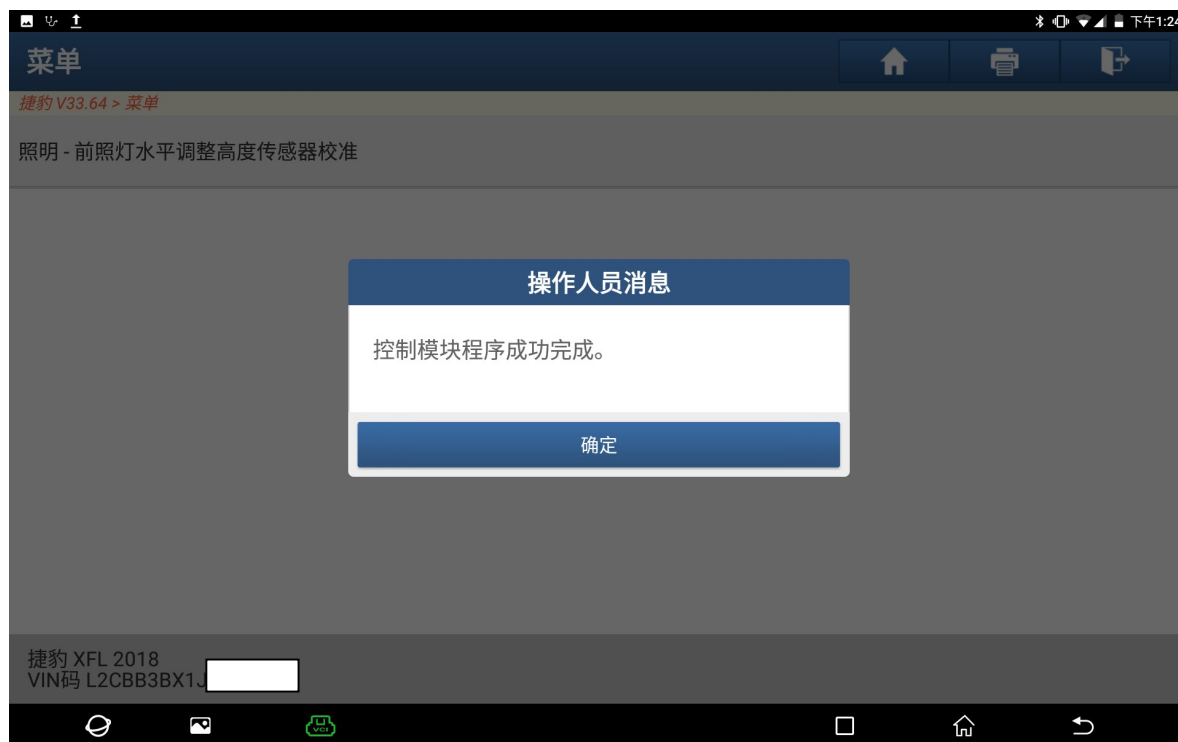 下午1:24
菜单
捷豹 V33.64 > 菜单
照明 - 前照灯水平调整高度传感器校准
操作人员消息
控制模块程序成功完成。
确定
捷豹 XFL 2018
VIN码 L2CBB3BX1J
VCI